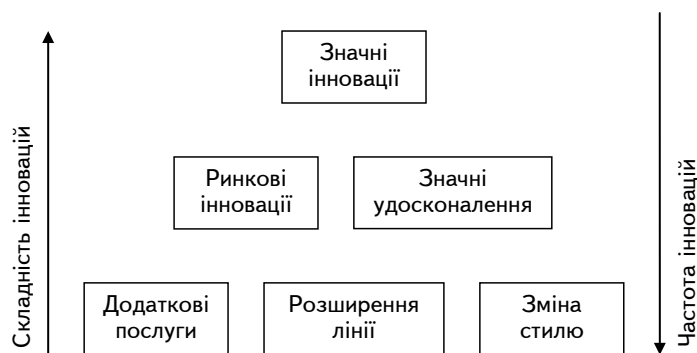 Значні
інновації
Складність інновацій
Частота інновацій
Ринкові
інновації
Значні
удосконалення
Додаткові
послуги
Розширення
лінії
Зміна
стилю